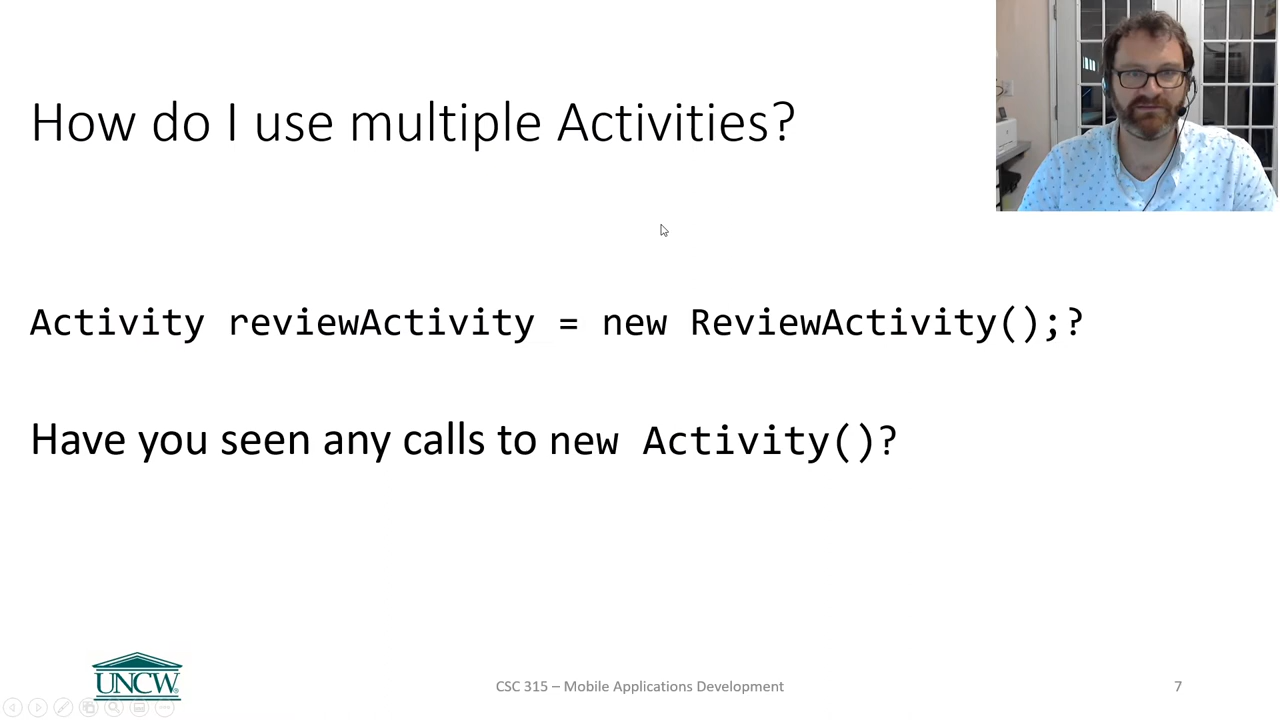 How do I use multiple Activities?
Activity reviewActivity = new ReviewActivity();?
Have you seen any calls to new Activity()?
UNCW
CSC 315 – Mobile Applications Development
7